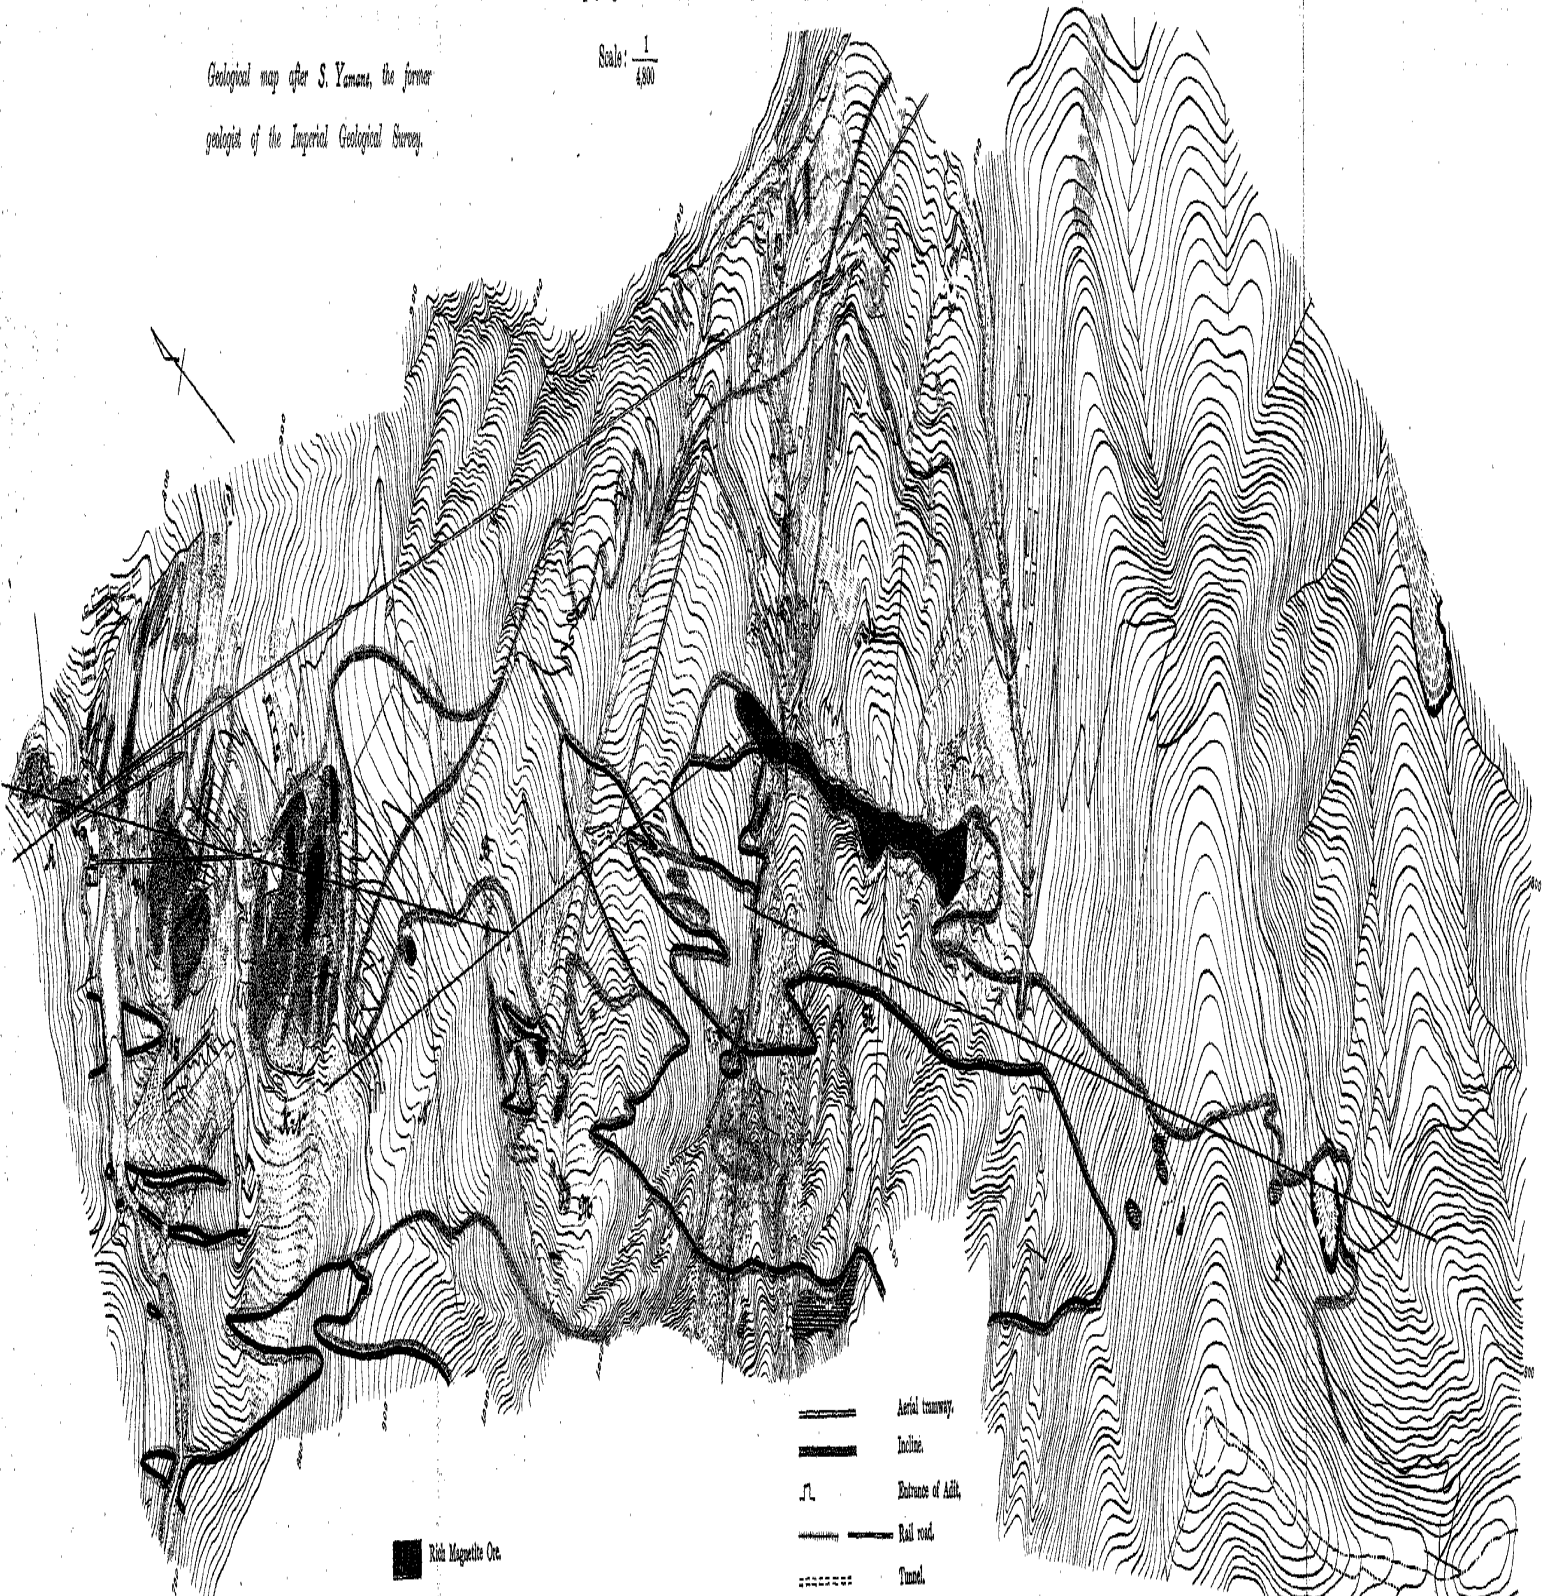 Geological map after S. Yamane, the former
geologist of the Imperial Geological Survey.
Scale: 1
4,800
Aerial tramway.
Incline.
Entrance of Adit,
Rail road.
Tunnel.
Rich Magnetite Ore.